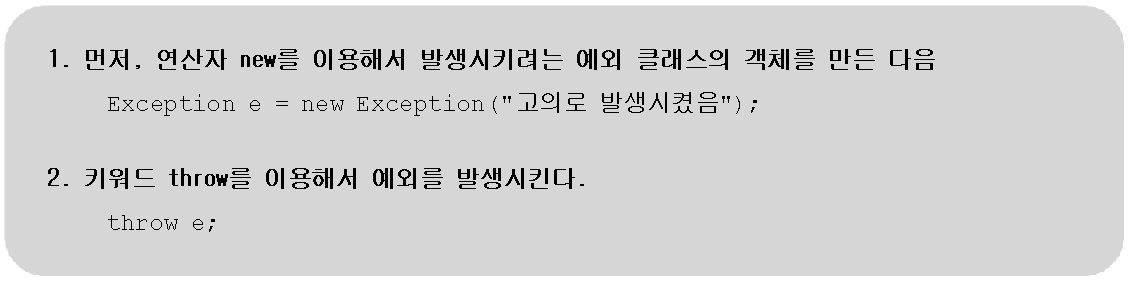 1. 먼저, 연산자 new를 이용해서 발생시키려는 예외 클래스의 객체를 만든 다음
Exception e = new Exception("고의로 발생시켰음");
2. 키워드 throw를 이용해서 예외를 발생시킨다.
throw e;